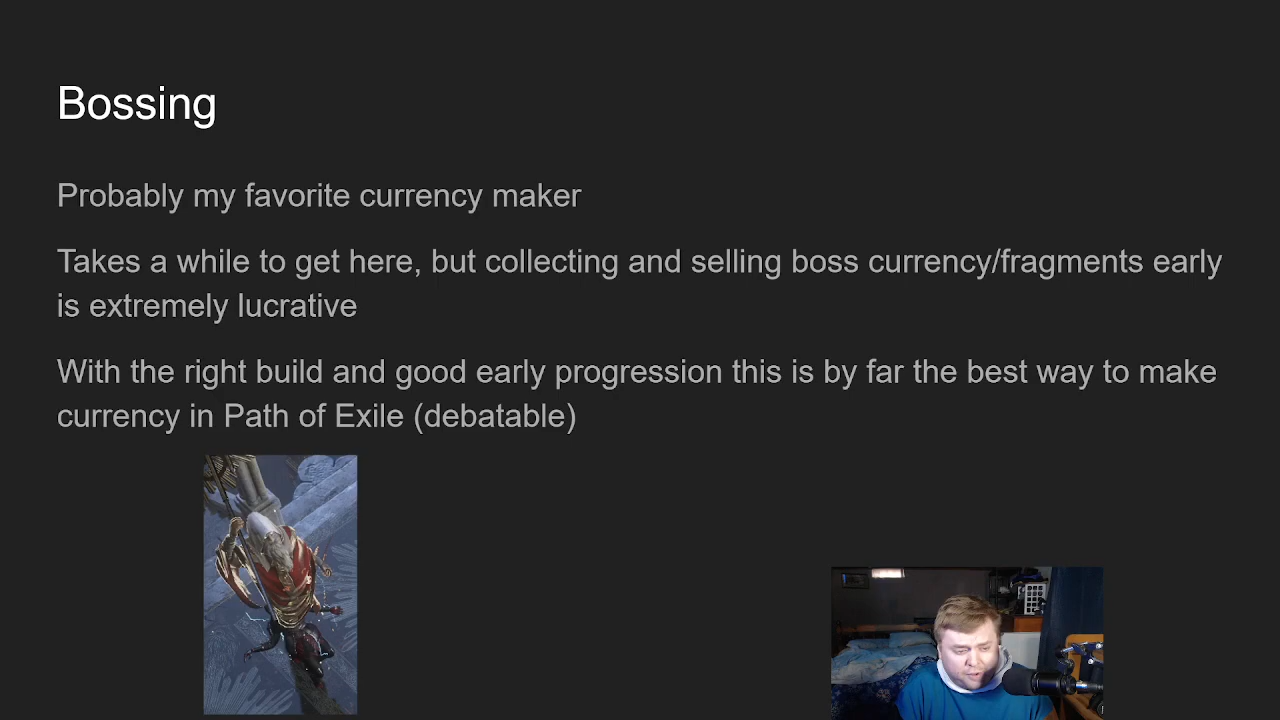 Bossing
Probably my favorite currency maker
Takes a while to get here, but collecting and selling boss currency/fragments early
is extremely lucrative
With the right build and good early progression this is by far the best way to make
currency in Path of Exile (debatable)